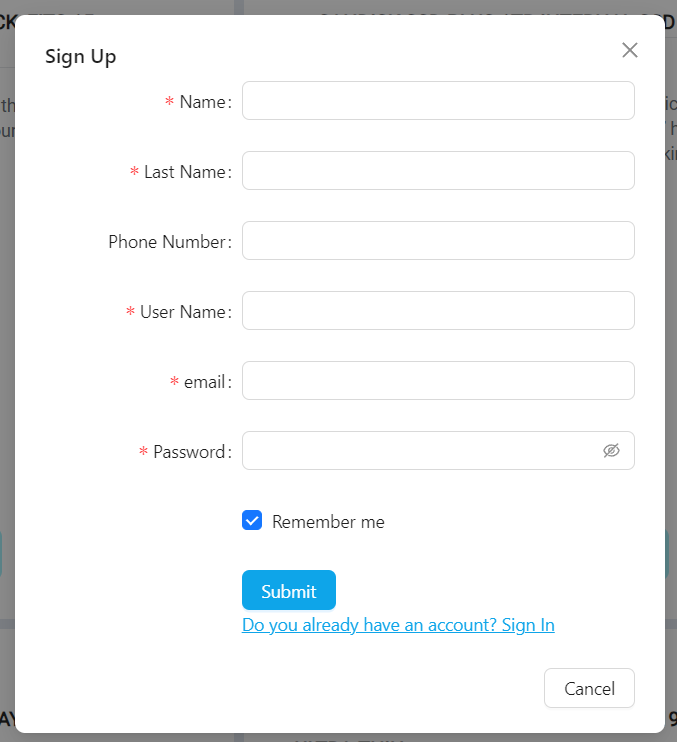 Sign Up
* Name:
* Last Name:
Phone Number:
* User Name:
* email:
* Password:
Remember me
Submit
Do you already have an account? Sign In
Cancel